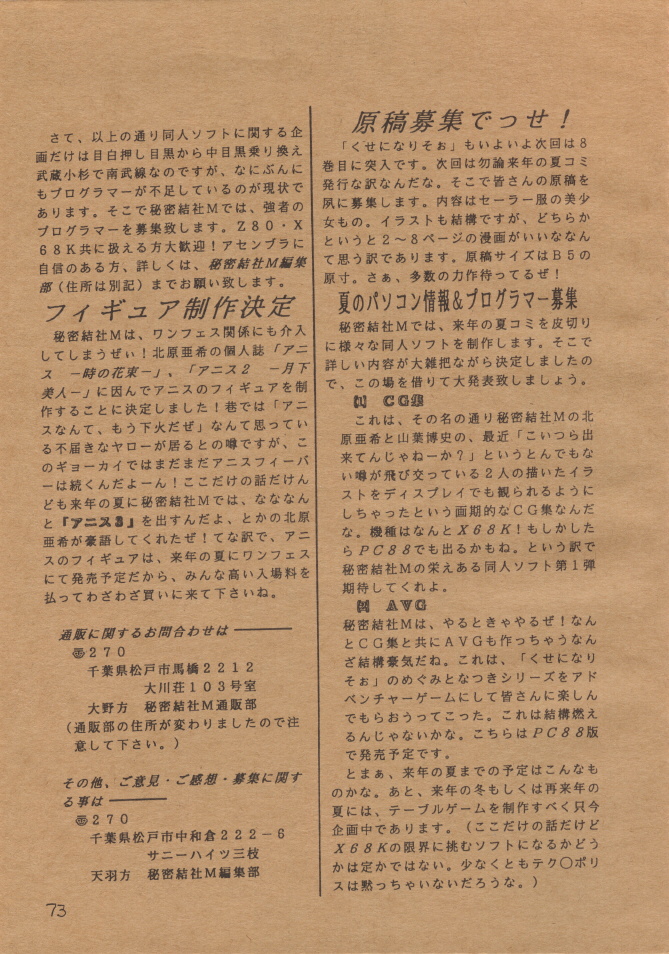 原稿募集でっせ！
「くせになりそぉ」もいよいよ次回は８
巻目に突入です。次回は勿論来年の夏コミ
発行な訳なんだな。そこで皆さんの原稿を
夙に募集します。内容はセーラー服の美少
女もの。イラストも結構ですが、どちらか
というと２～８ページの漫画がいいななん
て思う訳であります。原稿サイズはＢ５の
原寸。さぁ、多数の力作待ってるぜ！
夏のパソコン情報＆プログラマー募集
秘密結社Ｍでは、来年の夏コミを皮切り
に様々な同人ソフトを制作します。そこで
詳しい内容が大雑把ながら決定しましたの
で、この場を借りて大発表致しましょう。
⑴ ＣＧ集
これは、その名の通り秘密結社Ｍの北
原亜希と山葉博史の、最近「こいつら出
来てんじゃねーか？」というとんでもな
い噂が飛び交っている２人の描いたイラ
ストをディスプレイでも観られるように
しちゃったという画期的なＣＧ集なんだ
な。機種はなんとＸ６８Ｋ！もしかした
らＰＣ８８でも出るかもね。という訳で
秘密結社Ｍの栄えある同人ソフト第１弾
期待してくれよ。
⑵ ＡＶＧ
秘密結社Ｍは、やるときゃやるぜ！なん
とＣＧ集と共にＡＶＧも作っちゃうなん
ざ結構豪気だね。これは、「くせになり
そぉ」のめぐみとなつきシリーズをアド
ベンチャーゲームにして皆さんに楽しん
でもらおうってこった。これは結構燃え
るんじゃないかな。こちらはＰＣ８８版
で発売予定です。
とまぁ、来年の夏までの予定はこんなも
のかな。あと、来年の冬もしくは再来年の
夏には、テーブルゲームを制作すべく只今
企画中であります。（ここだけの話だけど
Ｘ６８Ｋの限界に挑むソフトになるかどう
かは定かではない。少なくともテク〇ポリ
スは黙っちゃいないだろうな。）
さて、以上の通り同人ソフトに関する企
画だけは目白押し目黒から中目黒乗り換え
武蔵小杉で南武線なのですが、なにぶんに
もプログラマーが不足しているのが現状で
あります。そこで秘密結社Ｍでは、強者の
プログラマーを募集致します。Ｚ８０・Ｘ
６８Ｋ共に扱える方大歓迎！アセンブラに
自信のある方、詳しくは、秘密結社Ｍ編集
部（住所は別記）までお願い致します。
フィギュア制作決定
秘密結社Ｍは、ワンフェス関係にも介入
してしまうぜぃ！北原亜希の個人誌「アニ
ス －時の花束－」、「アニス２ －月下
美人－」に因んでアニスのフィギュアを制
作することに決定しました！巷では「アニ
スなんて、もう下火だぜ」なんて思ってい
る不届きなヤローが居るとの噂ですが、こ
のギョーカイではまだまだアニスフィーバ
ーは続くんだよーん！ここだけの話だけん
ども来年の夏に秘密結社Ｍでは、なななん
と「アニス３」を出すんだよ、とかの北原
亜希が豪語してくれたぜ！てな訳で、アニ
スのフィギュアは、来年の夏にワンフェス
にて発売予定だから、みんな高い入場料を
払ってわざわざ買いに来て下さいね。
通販に関するお問合わせは ―――
〠２７０
千葉県松戸市馬橋２２１２
大川荘１０３号室
大野方 秘密結社Ｍ通販部
（通販部の住所が変わりましたので注
意して下さい。）
その他、ご意見・ご感想・募集に関す
る事は ―――
〠２７０
千葉県松戸市中和倉２２２－６
サニーハイツ三枝
天羽方 秘密結社Ｍ編集部
73